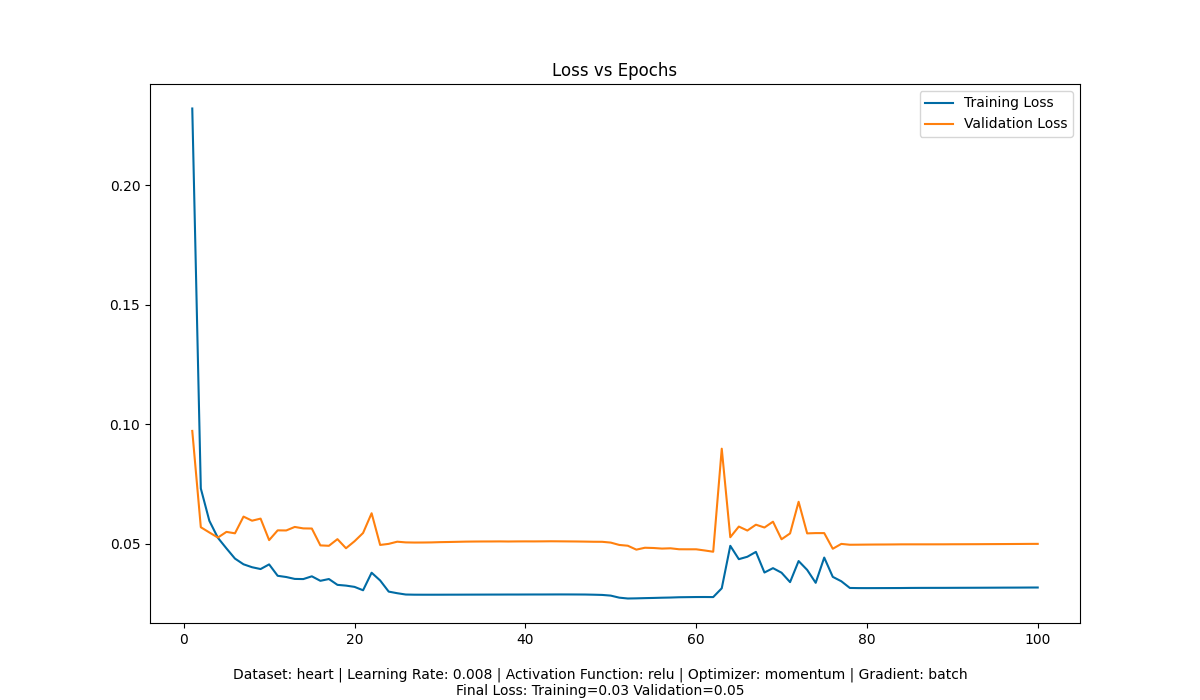 Loss vs Epochs
Training Loss
Validation Loss
0.20
0.15
0.10
0.05
0 20 40 60 80 100
Dataset: heart | Learning Rate: 0.008 | Activation Function: relu | Optimizer: momentum | Gradient: batch
Final Loss: Training=0.03 Validation=0.05